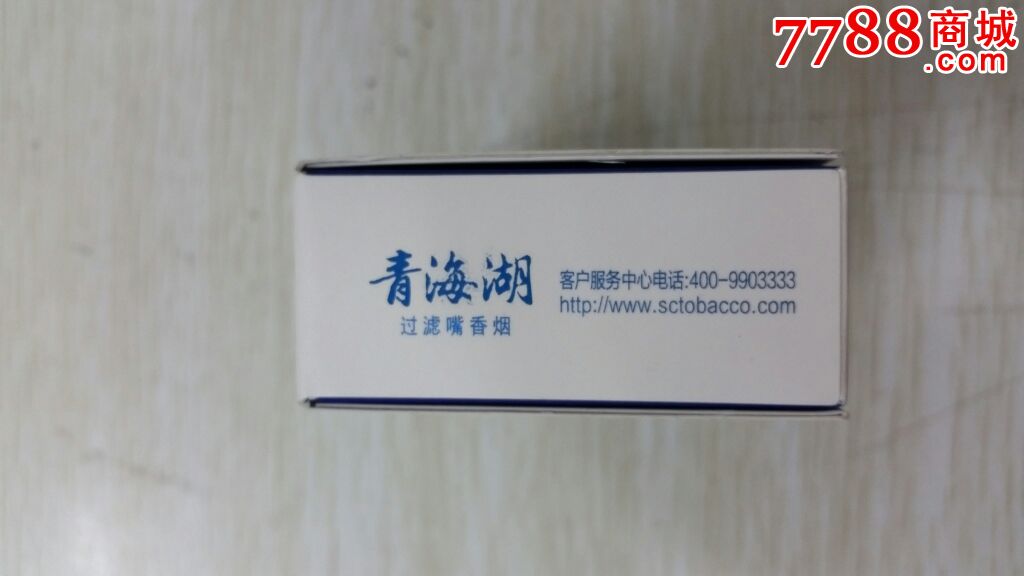 7788商城
.com
青海湖
过滤嘴香烟
客户服务中心电话:400-9903333
http://www.sctobacco.com